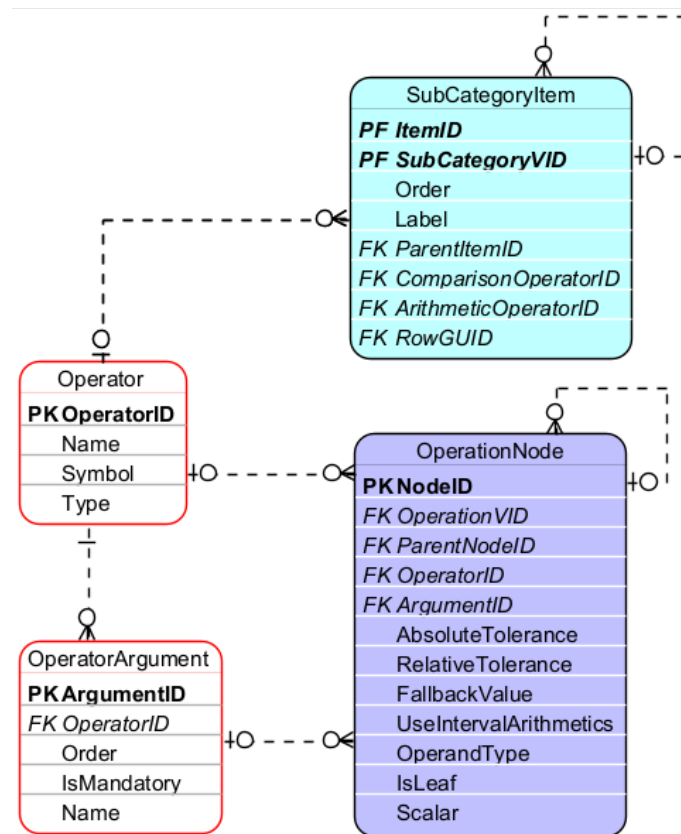 SubCategoryItem
PF ItemID
PF SubCategoryVID
Order
Label
FK ParentItemID
FK ComparisonOperatorID
FK ArithmeticOperatorID
FK RowGUID
Operator
PK OperatorID
Name
Symbol
Type
OperationNode
PK NodeID
FK OperationVID
FK ParentNodeID
FK OperatorID
FK ArgumentID
AbsoluteTolerance
RelativeTolerance
FallbackValue
UseIntervalArithmetics
OperandType
IsLeaf
Scalar
OperatorArgument
PK ArgumentID
FK OperatorID
Order
IsMandatory
Name